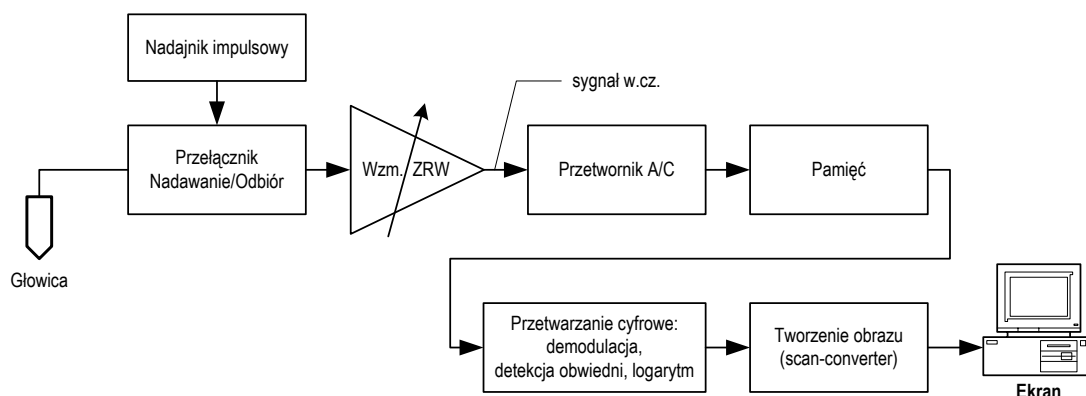 Nadajnik impulsowy
sygnał w.cz.
Przełącznik
Nadawanie/Odbiór
Wzm. ZRW
Przetwornik A/C
Pamięć
Głowica
Przetwarzanie cyfrowe:
demodulacja,
detekcja obwiedni, logarytm
Tworzenie obrazu
(scan-converter)
Ekran